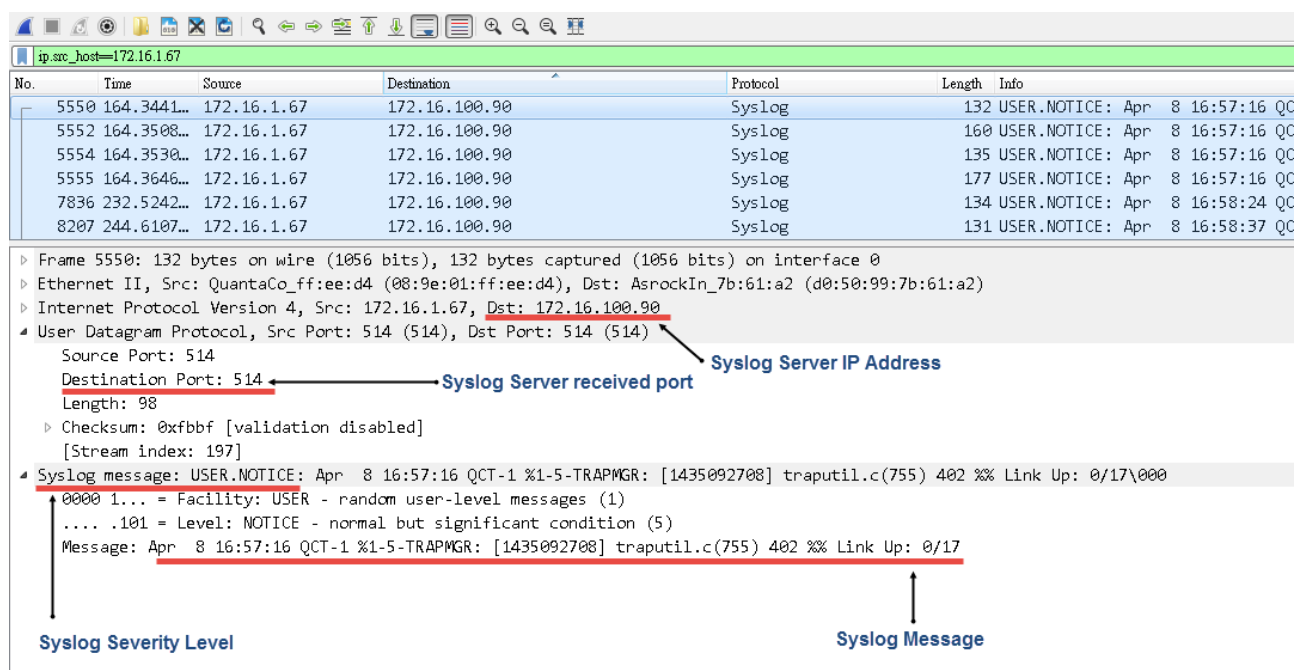 ip.src_host==172.16.1.67
No. Time Source Destination Protocol Length Info
5550 164.3441… 172.16.1.67 172.16.100.90 Syslog 132 USER.NOTICE: Apr 8 16:57:16 QC
5552 164.3508… 172.16.1.67 172.16.100.90 Syslog 160 USER.NOTICE: Apr 8 16:57:16 QC
5554 164.3530… 172.16.1.67 172.16.100.90 Syslog 135 USER.NOTICE: Apr 8 16:57:16 QC
5555 164.3646… 172.16.1.67 172.16.100.90 Syslog 177 USER.NOTICE: Apr 8 16:57:16 QC
7836 232.5242… 172.16.1.67 172.16.100.90 Syslog 134 USER.NOTICE: Apr 8 16:58:24 QC
8207 244.6107… 172.16.1.67 172.16.100.90 Syslog 131 USER.NOTICE: Apr 8 16:58:37 QC
Frame 5550: 132 bytes on wire (1056 bits), 132 bytes captured (1056 bits) on interface 0
Ethernet II, Src: QuantaCo_ff:ee:d4 (08:9e:01:ff:ee:d4), Dst: AsrockIn_7b:61:a2 (d0:50:99:7b:61:a2)
Internet Protocol Version 4, Src: 172.16.1.67, Dst: 172.16.100.90
User Datagram Protocol, Src Port: 514 (514), Dst Port: 514 (514)
Source Port: 514
Syslog Server IP Address
Destination Port: 514
Syslog Server received port
Length: 98
Checksum: 0xfbbf [validation disabled]
[Stream index: 197]
Syslog message: USER.NOTICE: Apr 8 16:57:16 QCT-1 %1-5-TRAPMGR: [1435092708] traputil.c(755) 402 %% Link Up: 0/17\000
0000 1... = Facility: USER - random user-level messages (1)
.... .101 = Level: NOTICE - normal but significant condition (5)
Message: Apr 8 16:57:16 QCT-1 %1-5-TRAPMGR: [1435092708] traputil.c(755) 402 %% Link Up: 0/17
Syslog Severity Level
Syslog Message